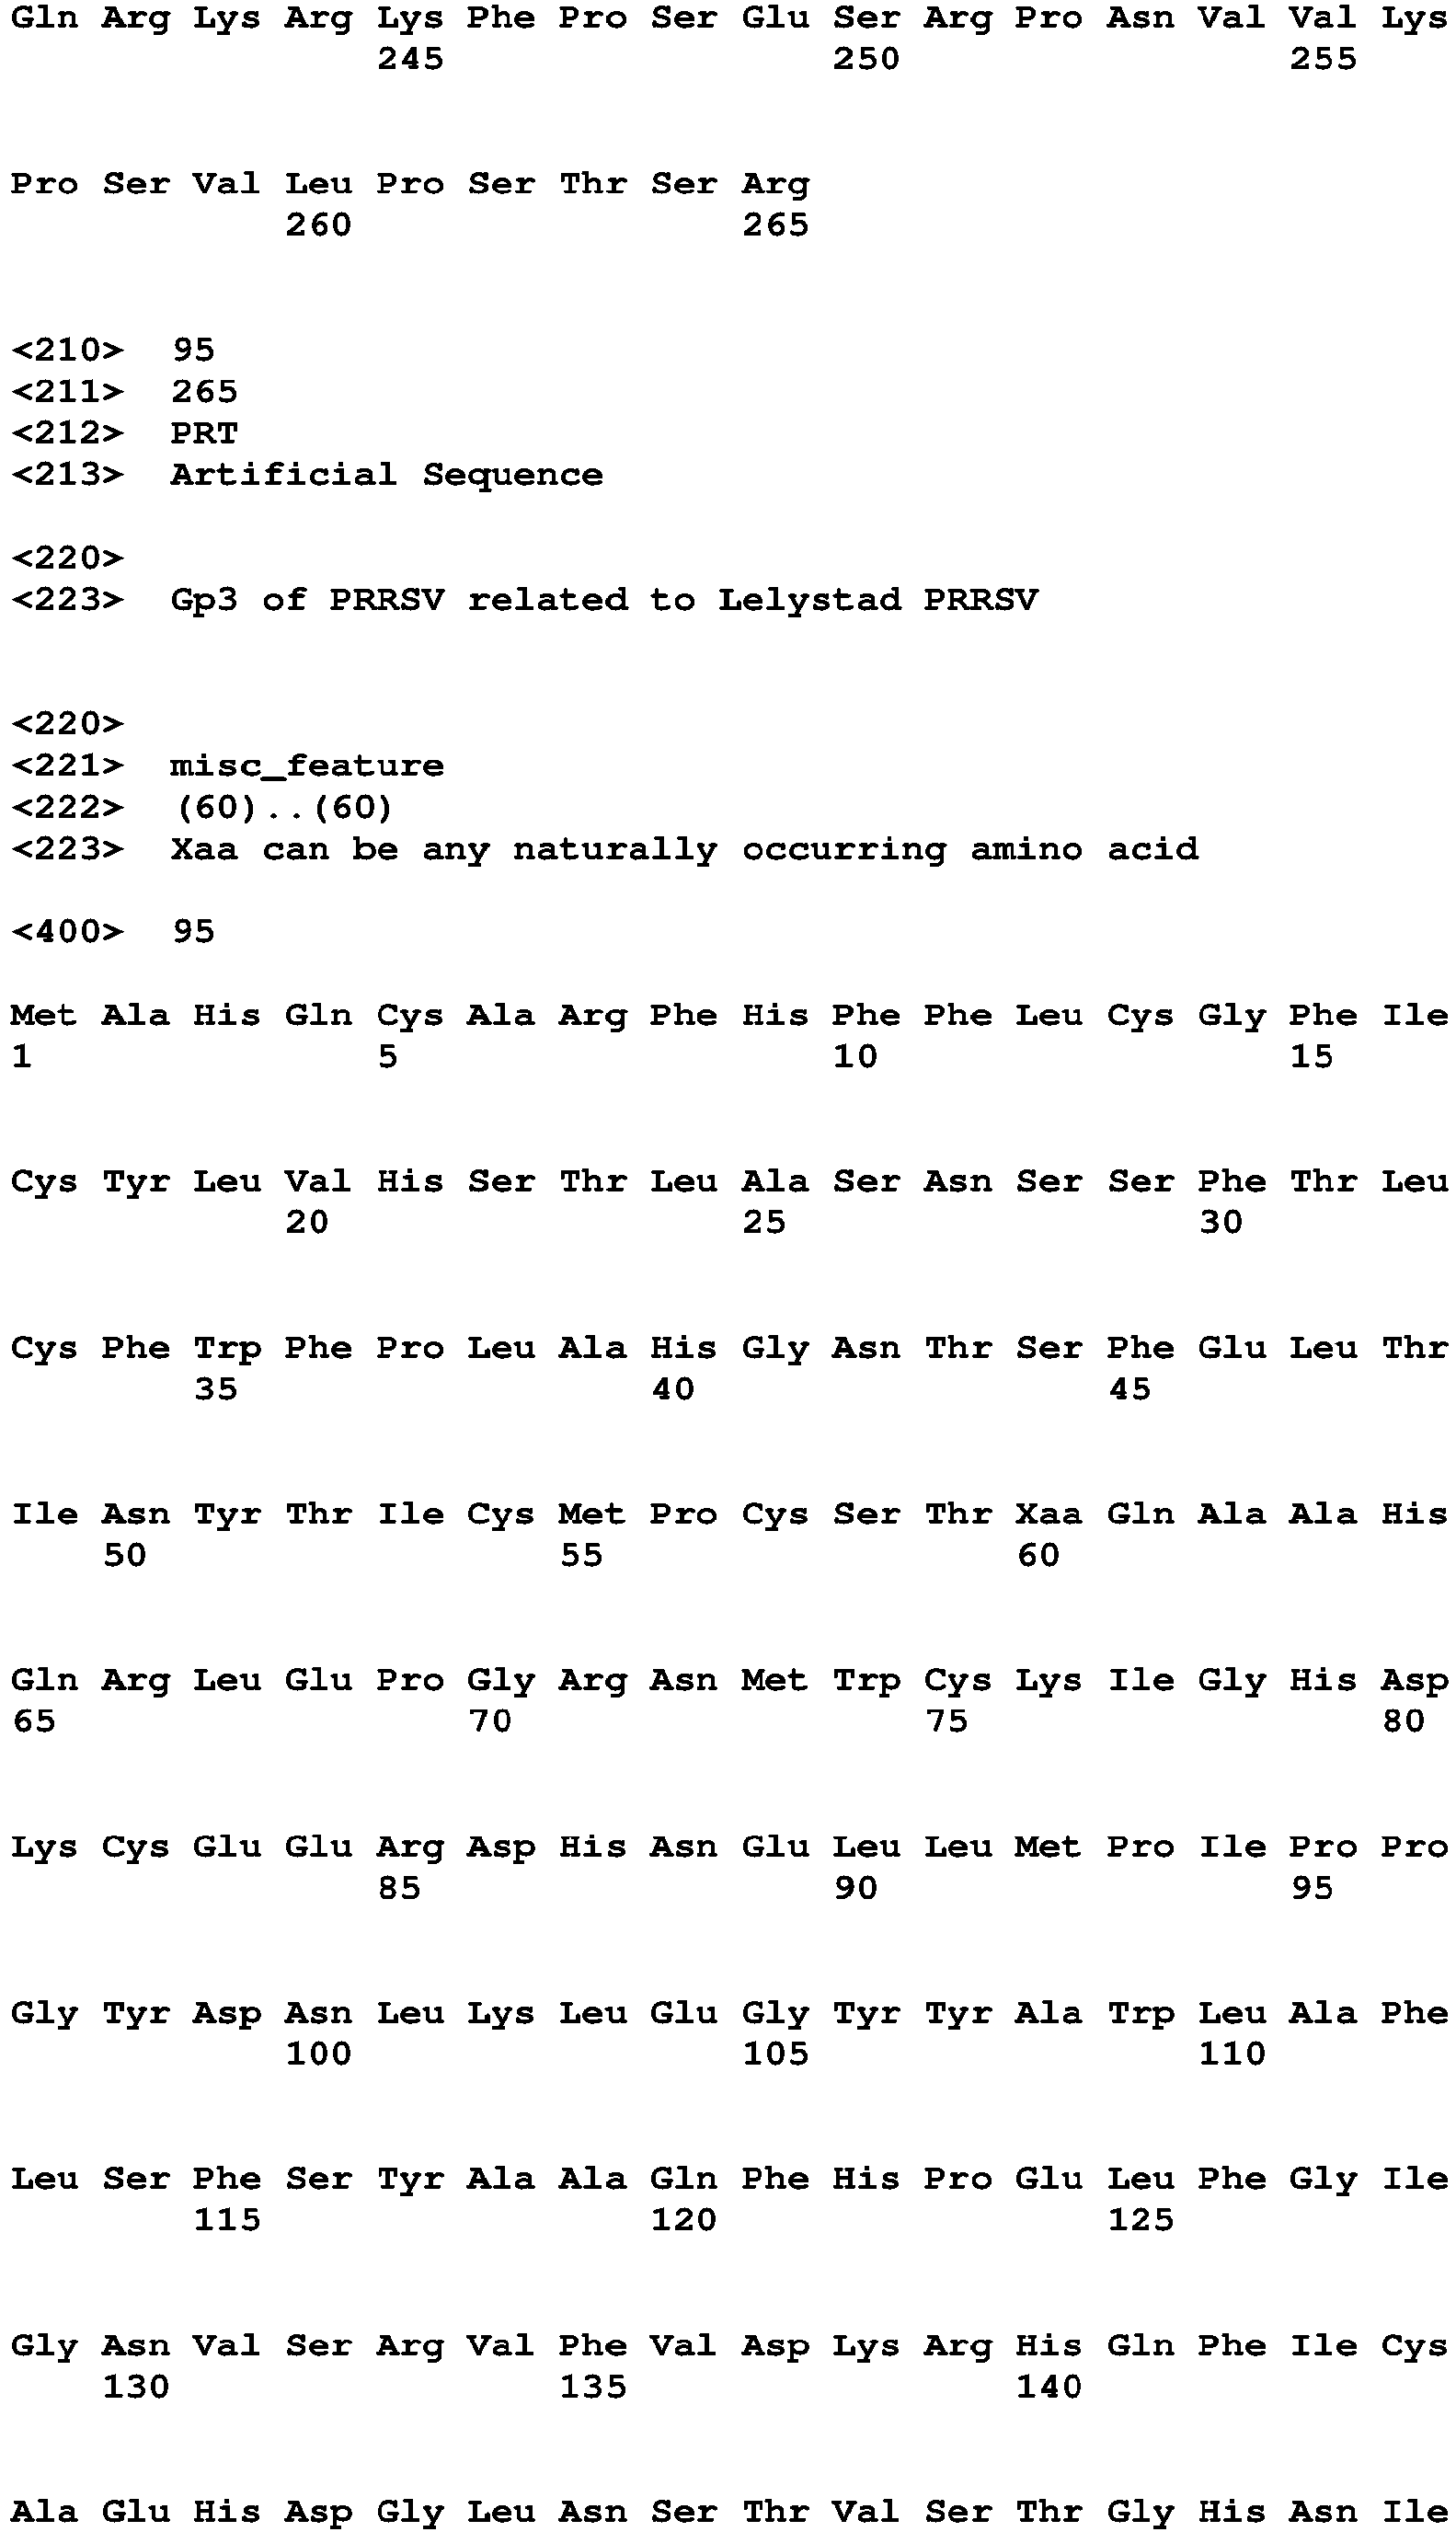 Gln Arg Lys Arg Lys Phe Pro Ser Glu Ser Arg Pro Asn Val Val Lys
245 250 255
Pro Ser Val Leu Pro Ser Thr Ser Arg
260 265
<210> 95
<211> 265
<212> PRT
<213> Artificial Sequence
<220>
<223> Gp3 of PRRSV related to Lelystad PRRSV
<220>
<221> misc_feature
<222> (60)..(60)
<223> Xaa can be any naturally occurring amino acid
<400> 95
Met Ala His Gln Cys Ala Arg Phe His Phe Phe Leu Cys Gly Phe Ile
1 5 10 15
Cys Tyr Leu Val His Ser Thr Leu Ala Ser Asn Ser Ser Phe Thr Leu
20 25 30
Cys Phe Trp Phe Pro Leu Ala His Gly Asn Thr Ser Phe Glu Leu Thr
35 40 45
Ile Asn Tyr Thr Ile Cys Met Pro Cys Ser Thr Xaa Gln Ala Ala His
50 55 60
Gln Arg Leu Glu Pro Gly Arg Asn Met Trp Cys Lys Ile Gly His Asp
65 70 75 80
Lys Cys Glu Glu Arg Asp His Asn Glu Leu Leu Met Pro Ile Pro Pro
85 90 95
Gly Tyr Asp Asn Leu Lys Leu Glu Gly Tyr Tyr Ala Trp Leu Ala Phe
100 105 110
Leu Ser Phe Ser Tyr Ala Ala Gln Phe His Pro Glu Leu Phe Gly Ile
115 120 125
Gly Asn Val Ser Arg Val Phe Val Asp Lys Arg His Gln Phe Ile Cys
130 135 140
Ala Glu His Asp Gly Leu Asn Ser Thr Val Ser Thr Gly His Asn Ile